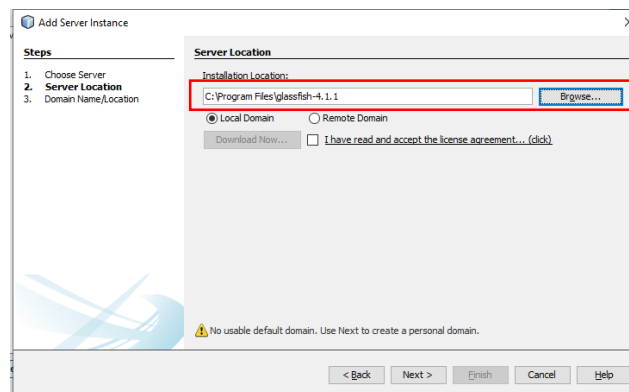 Add Server Instance
Steps
1. Choose Server
2. Server Location
3. Domain Name/Location
Server Location
Installation Location:
C:\Program Files\glassfish-4.1.1
Browse...
Local Domain
Remote Domain
Download Now...
I have read and accept the license agreement... (click)
No usable default domain. Use Next to create a personal domain.
< Back
Next >
Finish
Cancel
Help